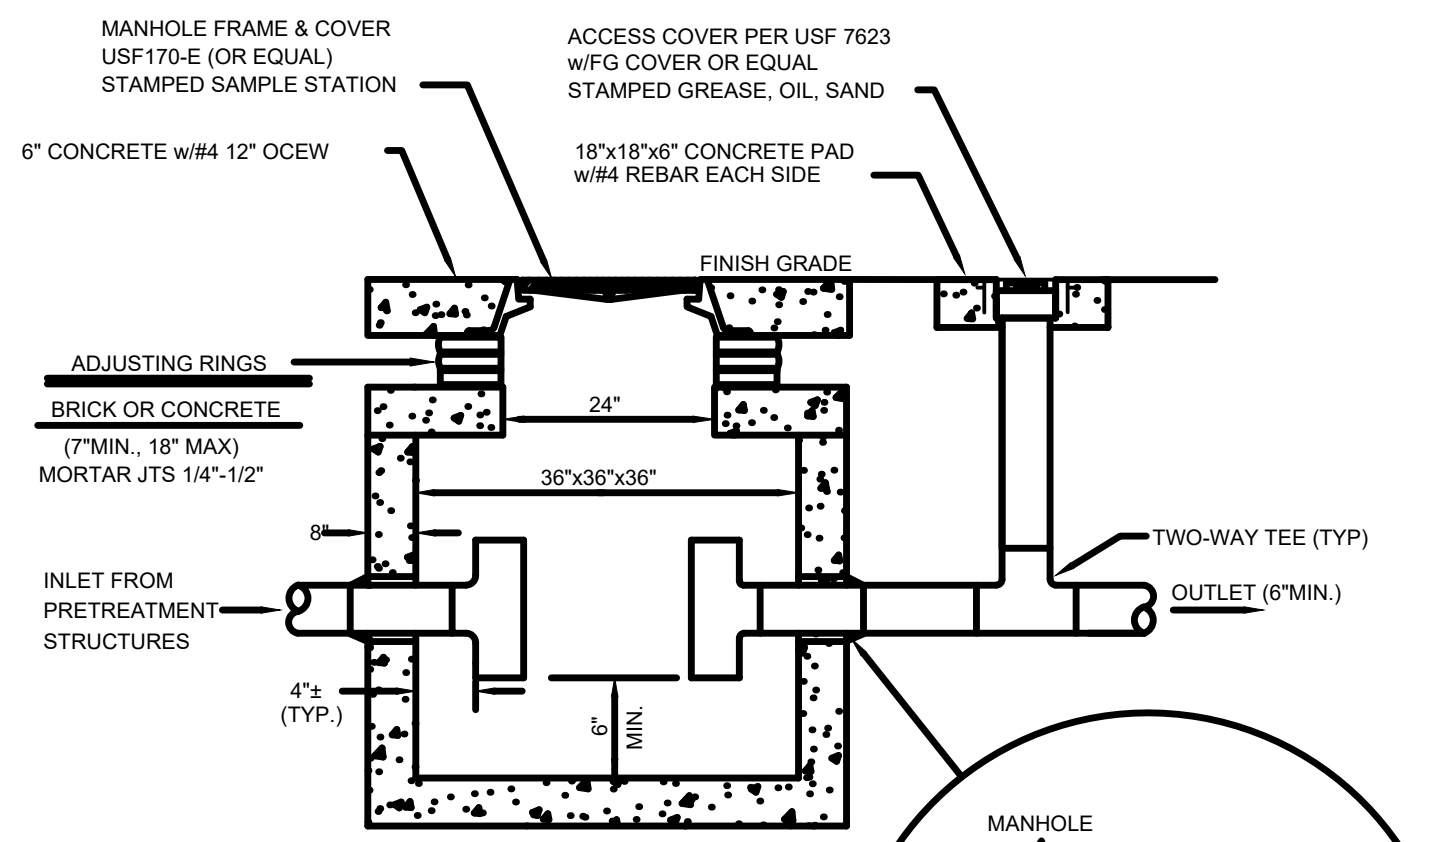 MANHOLE FRAME & COVER
USF170-E (OR EQUAL)
STAMPED SAMPLE STATION
ACCESS COVER PER USF 7623
w/FG COVER OR EQUAL
STAMPED GREASE, OIL, SAND
6" CONCRETE w/#4 12" OCEW
18"x18"x6" CONCRETE PAD
w/#4 REBAR EACH SIDE
FINISH GRADE
ADJUSTING RINGS
BRICK OR CONCRETE
(7"MIN., 18" MAX)
MORTAR JTS 1/4"-1/2"
24"
36"x36"x36"
8"
TWO-WAY TEE (TYP)
INLET FROM
PRETREATMENT
STRUCTURES
OUTLET (6"MIN.)
4"±
(TYP.)
6"
MIN.
MANHOLE